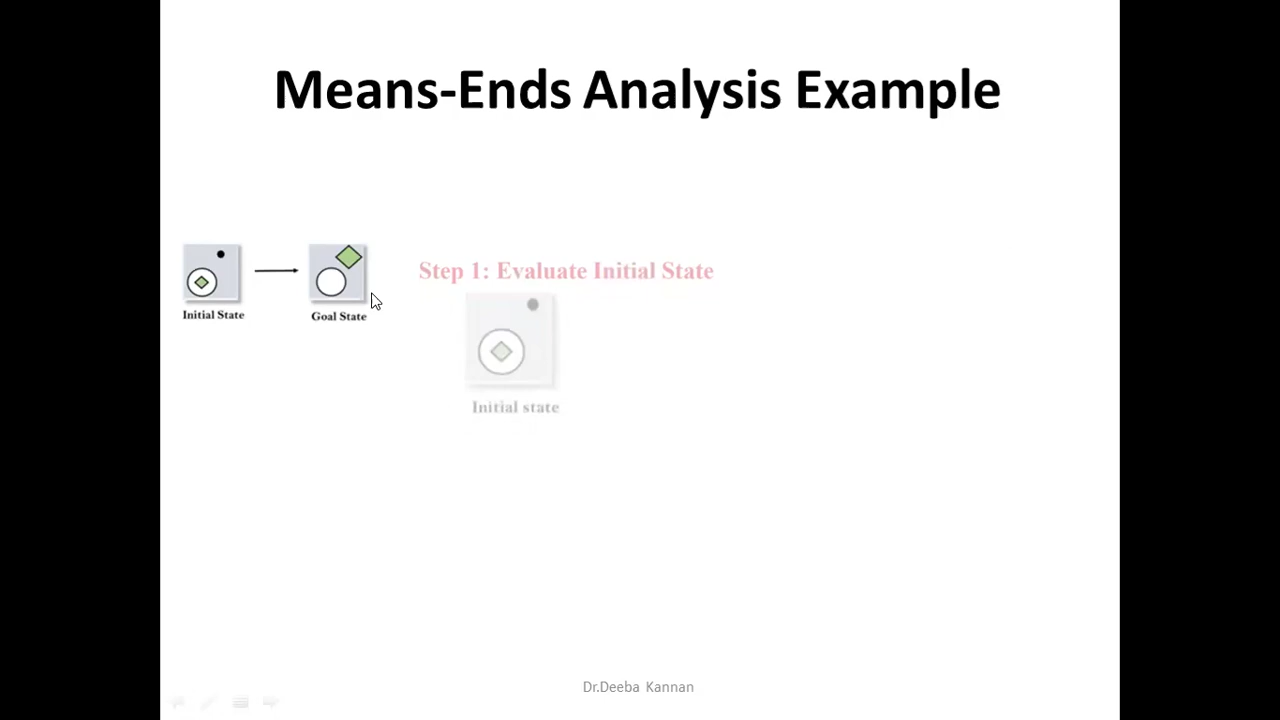 Means-Ends Analysis Example
Step 1: Evaluate Initial State
Initial State
Goal State
Initial state
Dr.Deeba Kannan